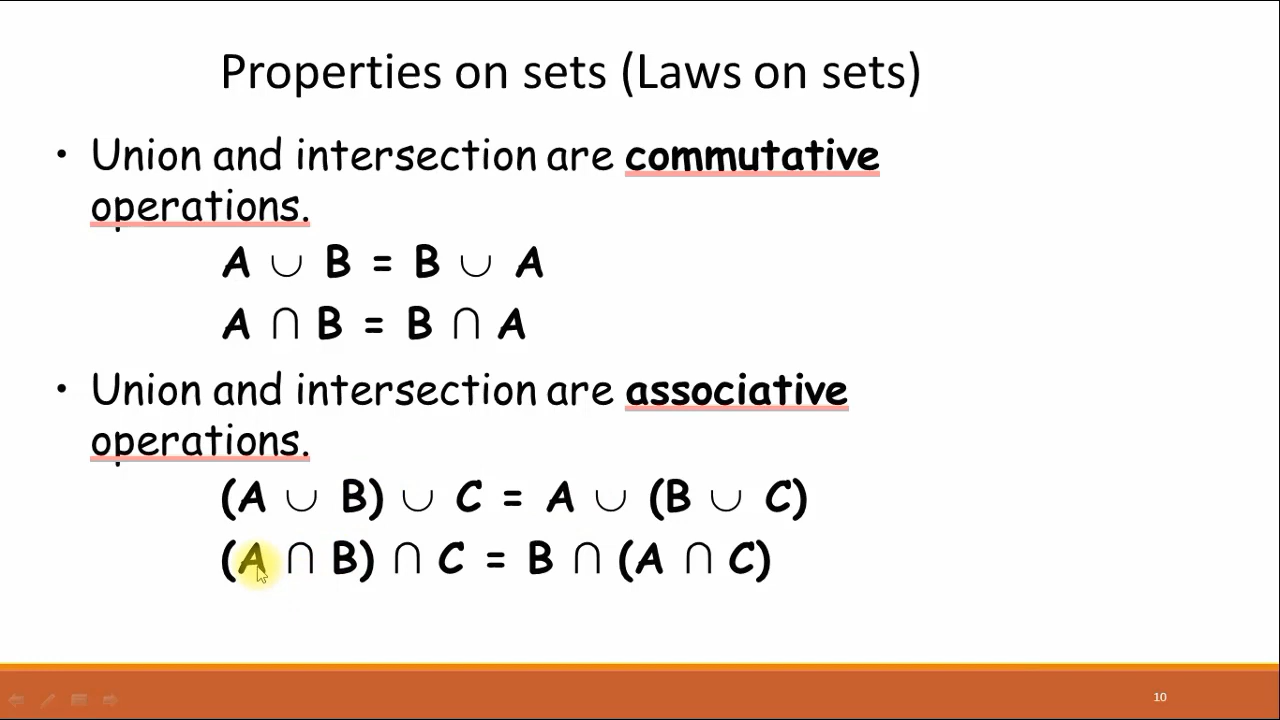 Properties on sets (Laws on sets)
• Union and intersection are commutative
operations.
A ∪ B = B ∪ A
A ∩ B = B ∩ A
• Union and intersection are associative
operations.
(A ∪ B) ∪ C = A ∪ (B ∪ C)
(A ∩ B) ∩ C = B ∩ (A ∩ C)
10